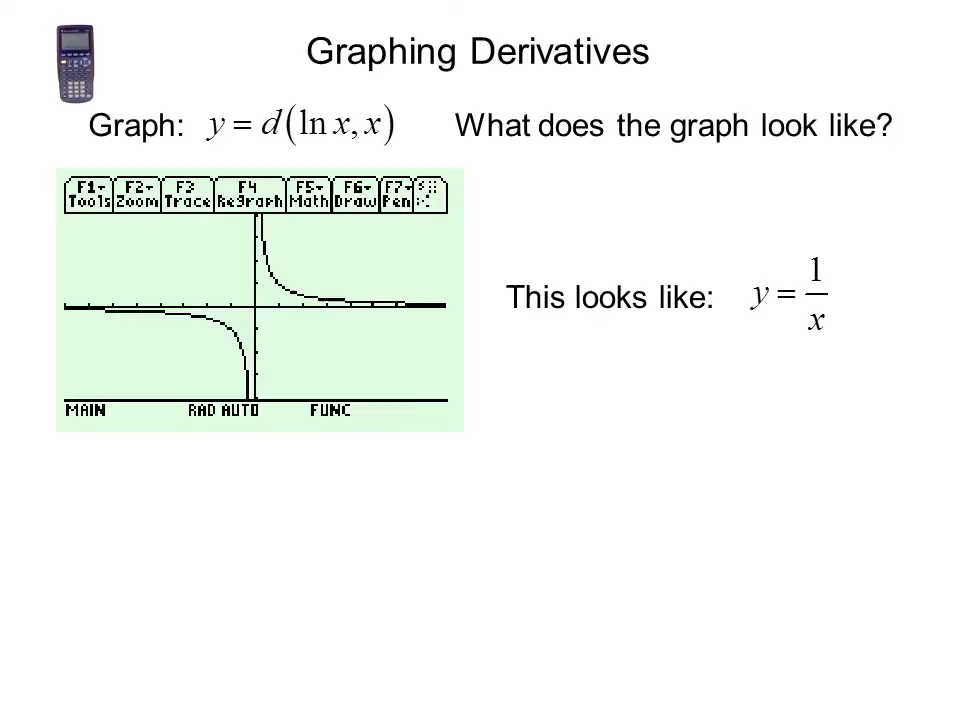 Graphing Derivatives
Graph: y = d(ln x, x) What does the graph look like?
F1 F2 F3 F4 F5 F6 F7
Tools Zoom Trace ReGraph Math Draw Pen
This looks like: y = 1/x
MAIN RAD AUTO FUNC